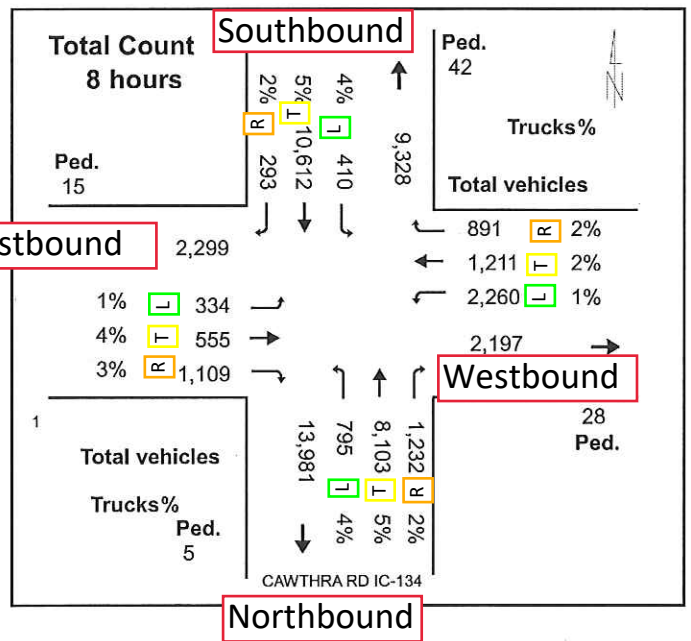 Southbound
Total Count
8 hours
Ped.
42
N
Trucks%
Total vehicles
2% 5% 4%
R T L
293 10,612 410
9,328
Ped.
15
stbound
2,299
891 R 2%
1,211 T 2%
2,260 L 1%
1% L 334
4% T 555
3% R 1,109
2,197
Westbound
1
Total vehicles
Trucks%
Ped.
5
13,981
795 8,103 1,232
L T R
4% 5% 2%
28
Ped.
CAWTHRA RD IC-134
Northbound